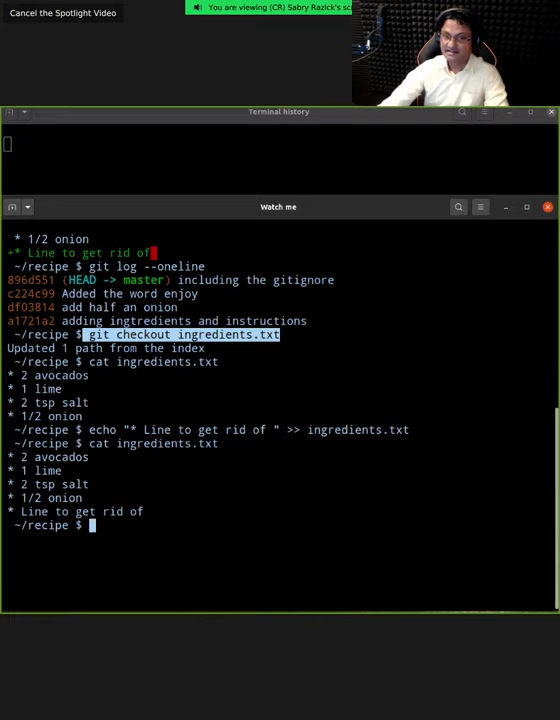 Cancel the Spotlight Video
You are viewing (CR) Sabry Razick's sc
Terminal history
Watch me
* 1/2 onion
+* Line to get rid of
~/recipe $ git log --oneline
896d551 (HEAD -> master) including the gitignore
c224c99 Added the word enjoy
df03814 add half an onion
a1721a2 adding ingtredients and instructions
~/recipe $ git checkout ingredients.txt
Updated 1 path from the index
~/recipe $ cat ingredients.txt
* 2 avocados
* 1 lime
* 2 tsp salt
* 1/2 onion
~/recipe $ echo "* Line to get rid of " >> ingredients.txt
~/recipe $ cat ingredients.txt
* 2 avocados
* 1 lime
* 2 tsp salt
* 1/2 onion
* Line to get rid of
~/recipe $